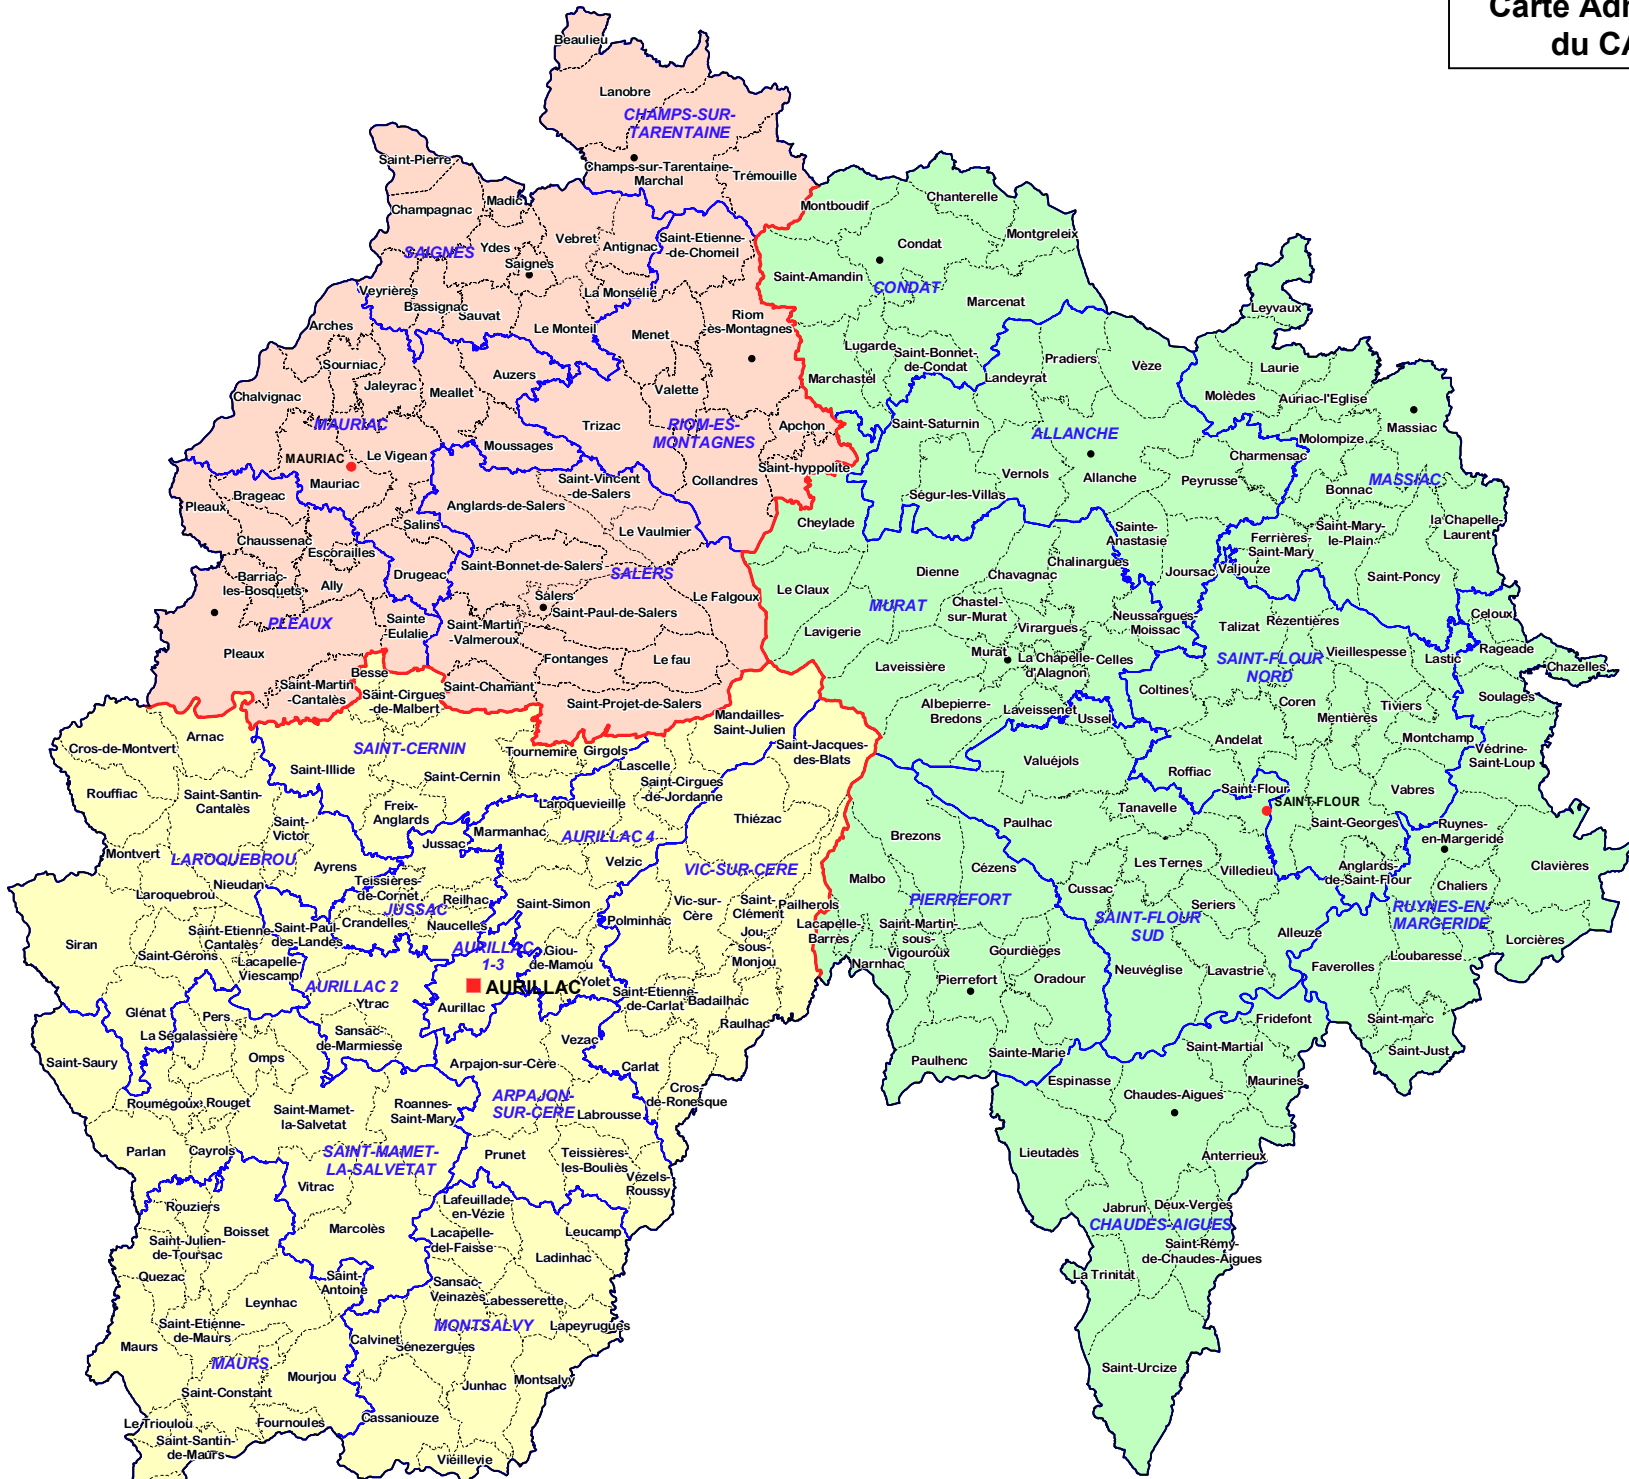 Carte Adm
du CA
Beaulieu
Lanobre
CHAMPS-SUR-
TARENTAINE
Champs-sur-Tarentaine-
Marchal
Trémouille
Saint-Pierre
Champagnac
Madic
SAIGNES
Ydes
Saignes
Vebret
Antignac
Saint-Etienne-
-de-Chomeil
Veyrières
Bassignac
Sauvat
La Monsélie
Le Monteil
Menet
Riom
-ès-Montagnes
Valette
Arches
Sourniac
Jaleyrac
Chalvignac
Meallet
Auzers
MAURIAC
MAURIAC
Le Vigean
Mauriac
Moussages
Trizac
RIOM-ES-
MONTAGNES
Apchon
Saint-hyppolite
Collandres
Brageac
Pleaux
Chaussenac
Escorailles
Salins
Anglards-de-Salers
Saint-Vincent
-de-Salers
Le Vaulmier
Barriac-
les-Bosquets
Ally
Drugeac
Saint-Bonnet-de-Salers
SALERS
Salers
Saint-Paul-de-Salers
Le Falgoux
PLEAUX
Pleaux
Sainte
Eulalie
Saint-Martin
-Valmeroux
Fontanges
Le fau
Saint-Martin
-Cantalès
Besse
Saint-Chamant
Saint-Projet-de-Salers
Montboudif
Chanterelle
Condat
Montgreleix
Saint-Amandin
CONDAT
Marcenat
Lugarde
Saint-Bonnet-
de-Condat
Marchastel
Landeyrat
Pradiers
Vèze
Saint-Saturnin
ALLANCHE
Vernols
Allanche
Ségur-les-Villas
Peyrusse
Charmensac
Leyvaux
Laurie
Molèdes
Auriac-l'Eglise
Massiac
Molompize
MASSIAC
Bonnac
Saint-Mary-
le-Plain
la Chapelle-
Laurent
Ferrières-
Saint-Mary
Valjouze
Saint-Poncy
Cheylade
Le Claux
Dienne
Chavagnac
Chalinargues
Sainte-
Anastasie
Joursac
MURAT
Chastel-
sur-Murat
Virargues
Neussargues-
Moissac
Lavigerie
Laveissière
Murat
La Chapelle-
d'Alagnon
Celles
Albepierre-
Bredons
Laveissenet
Ussel
Coltines
Valuéjols
Talizat
Rézentières
Vieillespesse
Lastic
Celoux
Rageade
Chazelles
Soulages
SAINT-FLOUR
NORD
Coren
Mentières
Tiviers
Montchamp
Andelat
Roffiac
Saint-Flour
SAINT-FLOUR
Vabres
Védrine-
Saint-Loup
Saint-Georges
Ruynes-
en-Margeride
Anglards-
de-Saint-Flour
Clavières
Chaliers
RUYNES-EN-
MARGERIDE
Lorcières
Loubaresse
Faverolles
Saint-marc
Saint-Just
Tanavelle
Paulhac
Les Ternes
Villedieu
Cussac
Seriers
SAINT-FLOUR
SUD
Alleuze
Neuvéglise
Lavastrie
Brezons
Cézens
Malbo
PIERREFORT
Saint-Martin-
sous-
Vigouroux
Gourdièges
Narnhac
Pierrefort
Oradour
Paulhenc
Sainte-Marie
Lacapelle-
Barrès
Fridefont
Saint-Martial
Maurines
Espinasse
Chaudes-Aigues
Lieutadès
Anterrieux
Jabrun
Deux-Verges
CHAUDES-AIGUES
Saint-Rémy-
de-Chaudes-Aigues
La Trinitat
Saint-Urcize
Saint-Cirgues
-de-Malbert-
Cros-de-Montvert
Arnac
SAINT-CERNIN
Saint-Illide
Saint-Cernin
Tournemire
Girgols
Mandailles-
Saint-Julien
Saint-Jacques-
des-Blats
Lascelle
Saint-Cirgues
-de-Jordanne
Rouffiac
Saint-Santin-
Cantalès
Freix-
Anglards
Laroquevieille
Saint-
Victor
Marmanhac
AURILLAC 4
Thiézac
Montvert
LAROQUEBROU
Ayrens
Jussac
Velzic
VIC-SUR-CERE
Nieudan
Teissières-
de-Cornet
JUSSAC
Reilhac
Laroquebrou
Crandelles
Naucelles
Saint-Simon
Polminhac
Vic-sur-
Cère
Saint-
Clément
Pailherols
Saint-Etienne-
Cantalès
Saint-Paul-
des-Landes
Siran
Saint-Gérons
Lacapelle-
Viescamp
AURILLAC
1-3
Giou-
de-Mamou
Jou-
sous-
Monjou
AURILLAC 2
AURILLAC
Yolet
Ytrac
Aurillac
Saint-Etienne-
de-Carlat
Badailhac
Raulhac
Glénat
Pers
La Ségalassière
Sansac-
de-Marmiesse
Vezac
Omps
Arpajon-sur-Cère
Carlat
Saint-Saury
ARPAJON-
SUR-CERE
Cros-
de-Ronesque
Roumégoux
Rouget
Saint-Mamet-
la-Salvetat
Roannes-
Saint-Mary
Labrousse
Parlan
Cayrols
SAINT-MAMET-
LA-SALVETAT
Prunet
Teissières-
les-Bouliès
Vézels-
Roussy
Vitrac
Lafeuillade-
en-Vézie
Rouziers
Boisset
Marcolès
Lacapelle-
del-Faisse
Leucamp
Ladinhac
Saint-Julien-
de-Toursac
Quezac
Saint-
Antoine
Sansac-
Veinazès
Leynhac
Labesserette
Saint-Etienne-
de-Maurs
MONTSALVY
Lapeyrugues
Maurs
Calvinet
Sénezergues
MAURS
Mourjou
Junhac
Montsalvy
Saint-Constant
Cassaniouze
Le Trioulou
Fournoules
Saint-Santin-
de-Maurs
Vieillevie